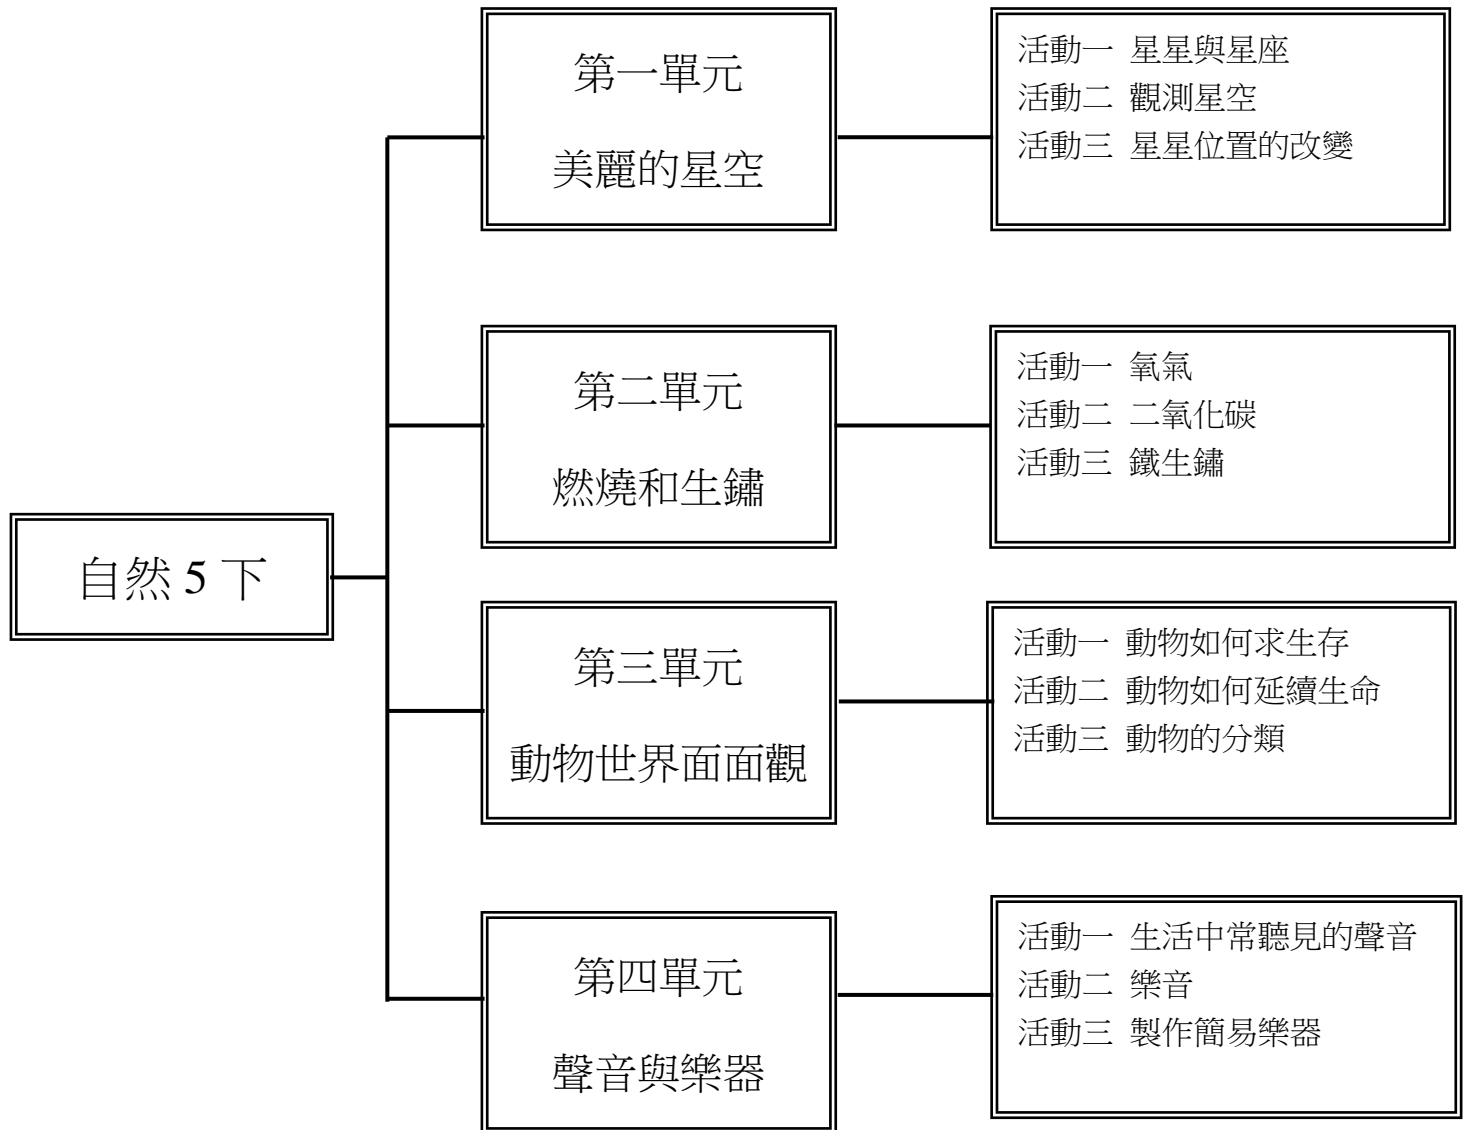 自然 5 下
第一單元
美麗的星空
活動一 星星與星座
活動二 觀測星空
活動三 星星位置的改變
第二單元
燃燒和生鏽
活動一 氧氣
活動二 二氧化碳
活動三 鐵生鏽
第三單元
動物世界面面觀
活動一 動物如何求生存
活動二 動物如何延續生命
活動三 動物的分類
第四單元
聲音與樂器
活動一 生活中常聽見的聲音
活動二 樂音
活動三 製作簡易樂器